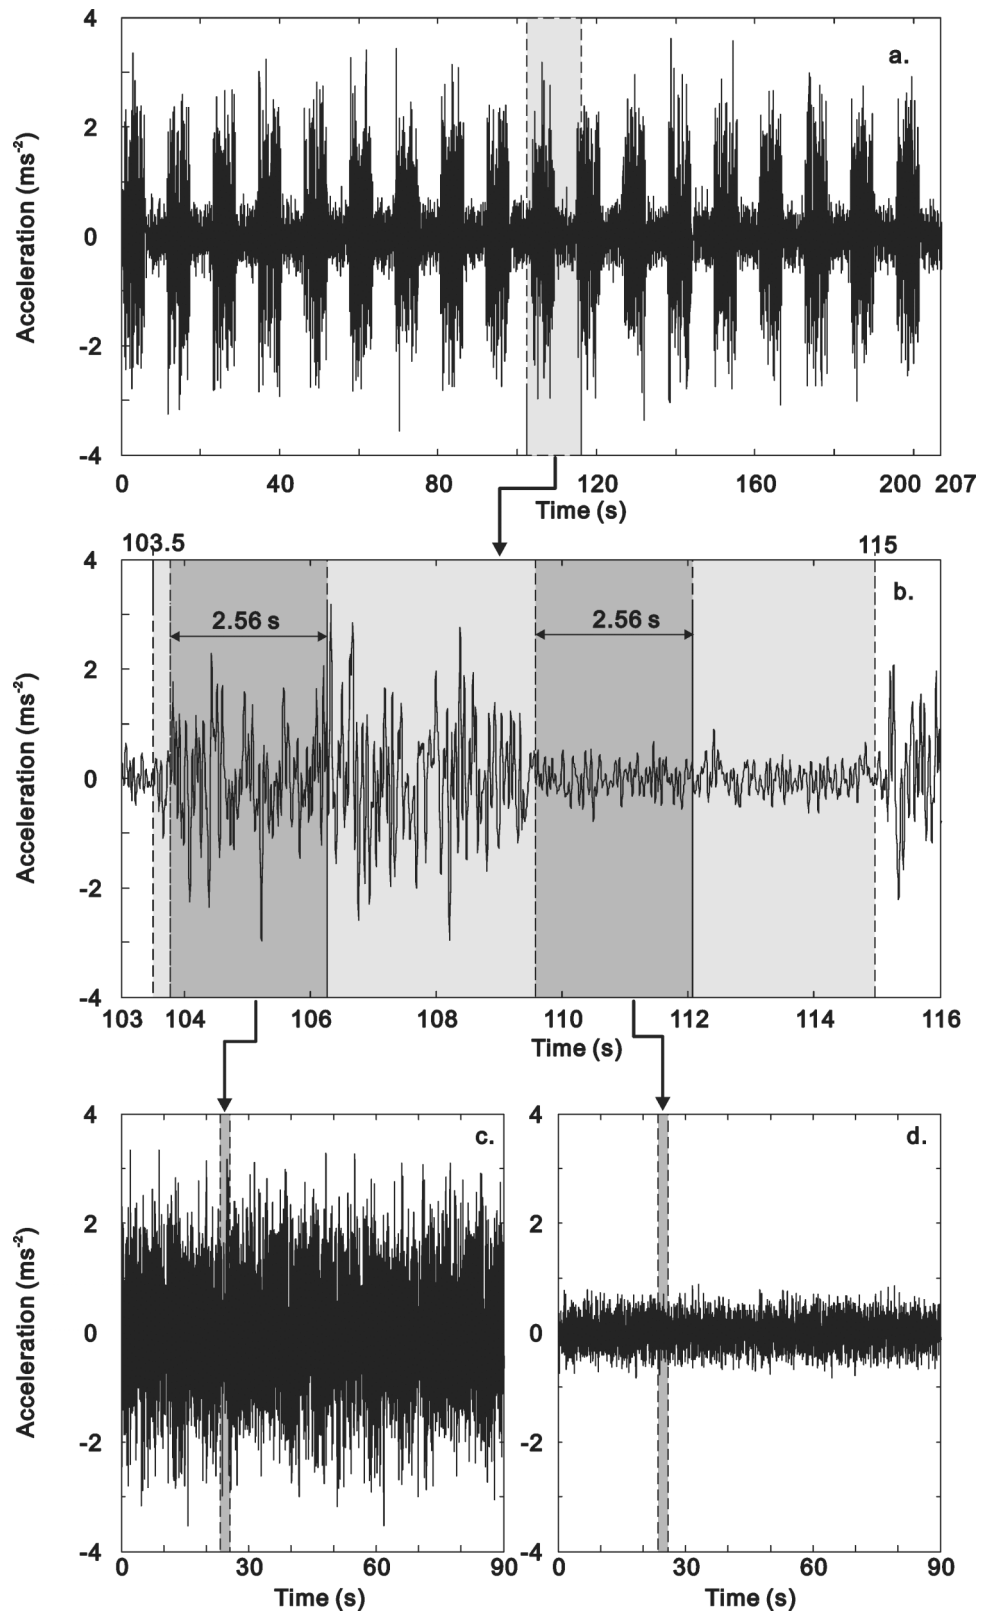 4
a.
2
0
-2
-4
Acceleration (ms-2)
0 40 80 120 160 200 207
Time (s)
103.5 115
4
b.
2.56 s 2.56 s
2
0
-2
-4
Acceleration (ms-2)
103 104 106 108 110 112 114 116
Time (s)
4 4
c. d.
2 2
0 0
-2 -2
-4 -4
Acceleration (ms-2)
0 30 60 90 0 30 60 90
Time (s) Time (s)